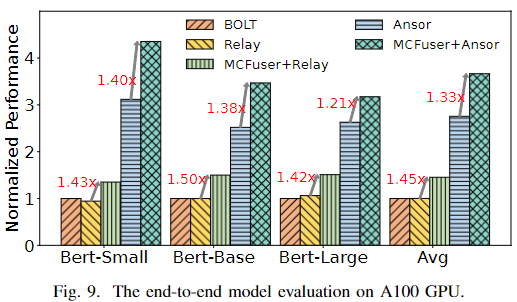 BOLT
Relay
MCFuser+Relay
Ansor
MCFuser+Ansor
Normalized Performance
4
3
2
1
0
1.43x
1.40x
1.50x
1.38x
1.42x
1.21x
1.45x
1.33x
Bert-Small
Bert-Base
Bert-Large
Avg
Fig. 9. The end-to-end model evaluation on A100 GPU.